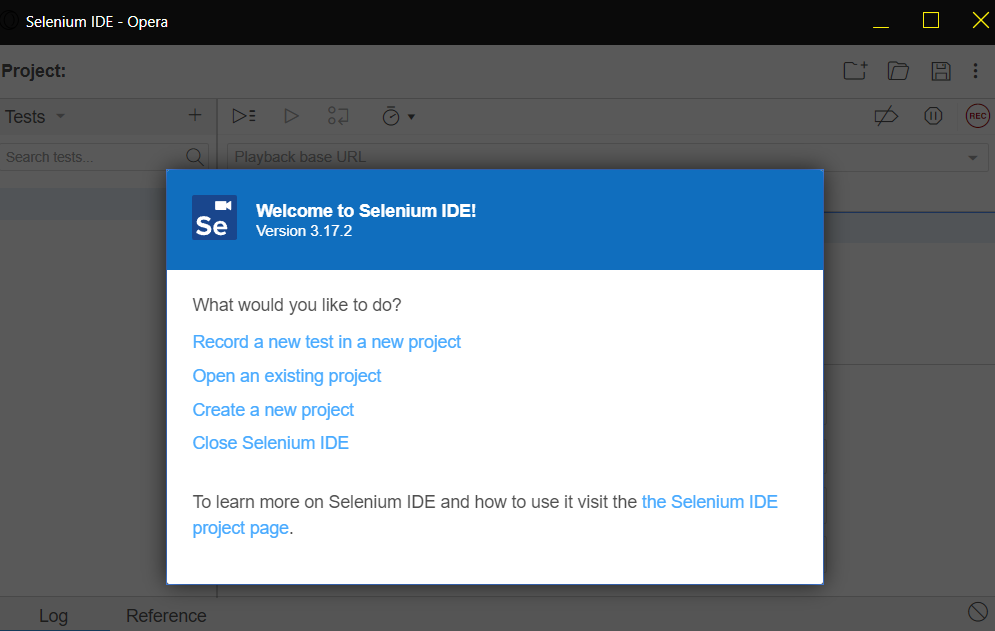 Selenium IDE - Opera
Project:
Tests
REC
Search tests...
Playback base URL
Se
Welcome to Selenium IDE!
Version 3.17.2
What would you like to do?
Record a new test in a new project
Open an existing project
Create a new project
Close Selenium IDE
To learn more on Selenium IDE and how to use it visit the the Selenium IDE
project page.
Log Reference